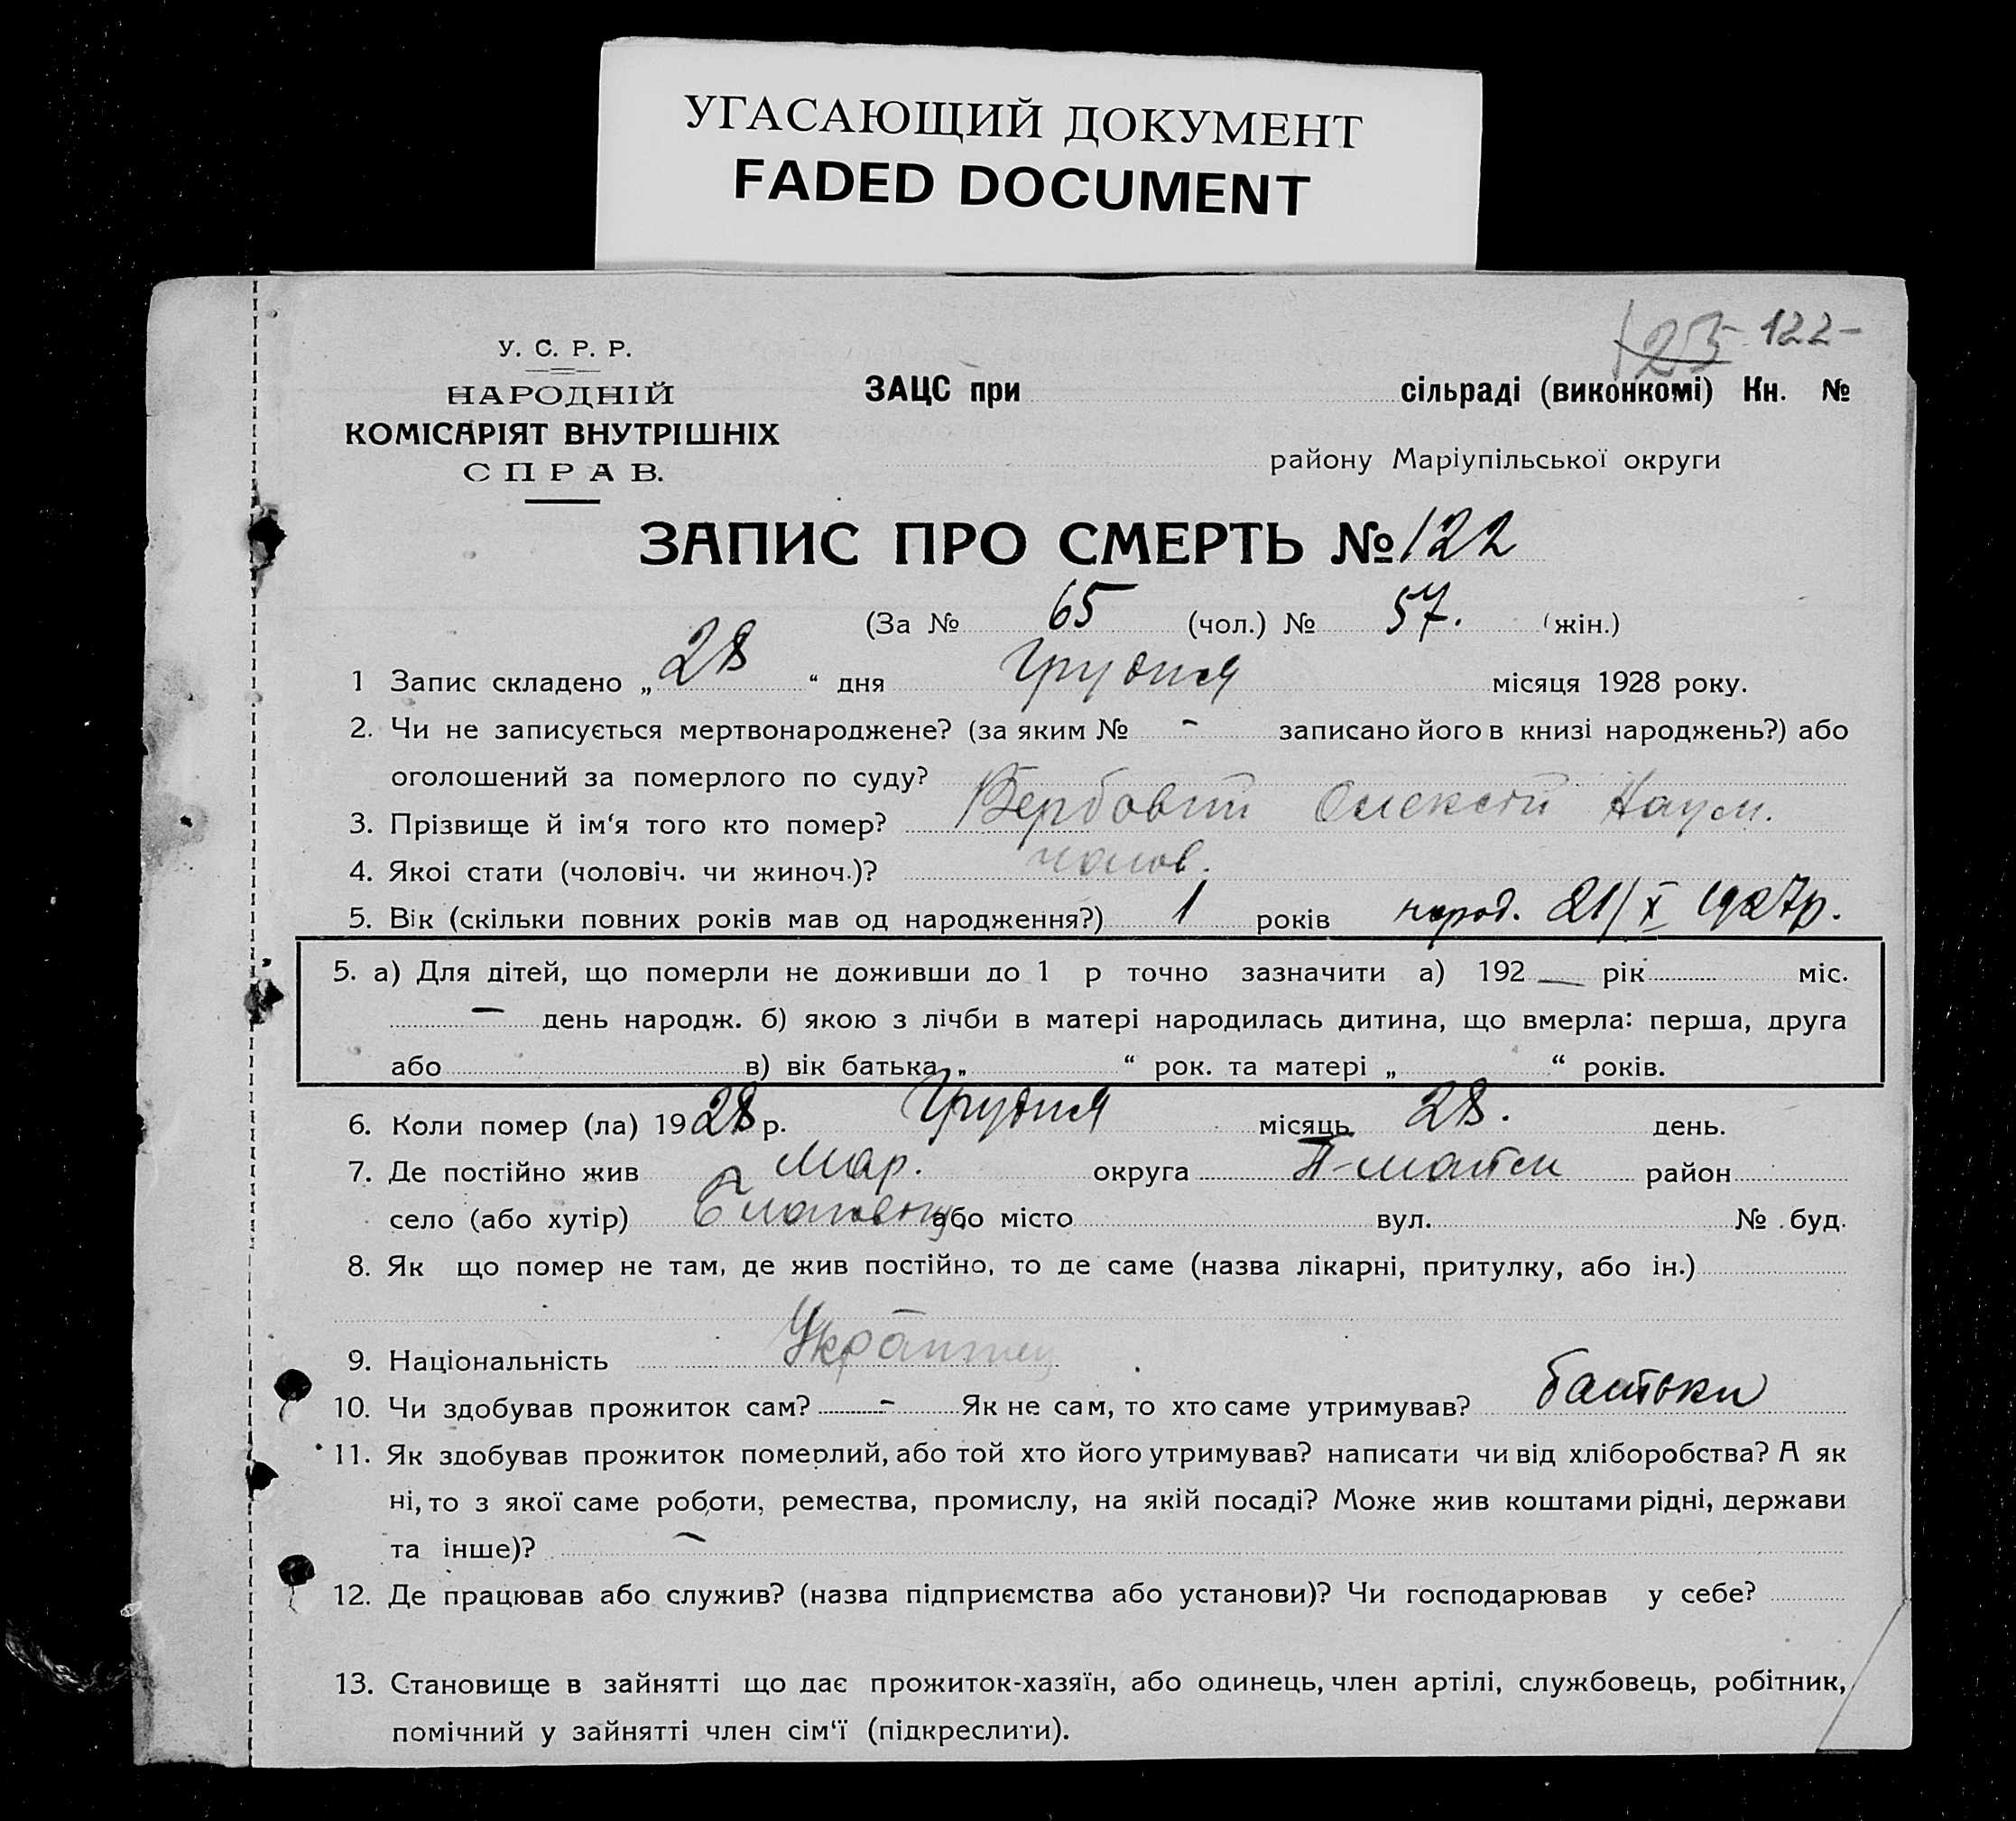 УГАСАЮЩИЙ ДОКУМЕНТ
FADED DOCUMENT
125 122-
У. С. Р. Р.
НАРОДНІЙ
КОМІСАРІЯТ ВНУТРІШНІХ
СПРАВ.
ЗАЦС при сільраді (виконкомі) Кн. №
району Маріупільської округи
ЗАПИС ПРО СМЕРТЬ № 122
(За № 65 (чол.) № 57. (жін.)
1 Запис складено „ 28 “ дня Грудня місяця 1928 року.
2. Чи не записується мертвонароджене? (за яким № - записано його в книзі народжень?) або
оголошений за померлого по суду?
3. Прізвище й ім‘я того кто помер? Вербовий Олексій Наум.
4. Якоі стати (чоловіч. чи жиноч.)? чолов.
5. Вік (скільки повних років мав од народження?) 1 років народ. 21/X 1927р.
5. а) Для дітей, що померли не доживши до 1 р точно зазначити а) 192 — рік міс.
— день народж. б) якою з лічби в матері народилась дитина, що вмерла: перша, друга
або в) вік батька „ “ рок. та матері „ “ років.
6. Коли помер (ла) 1928 р. Грудня місяць 28. день.
7. Де постійно жив Мар. округа район
село (або хутір) або місто вул. № буд.
8. Як що помер не там, де жив постійно, то де саме (назва лікарні, притулку, або ін.)
9. Національність Українець
10. Чи здобував прожиток сам? - Як не сам, то хто саме утримував? батьки
11. Як здобував прожиток померлий, або той хто його утримував? написати чи від хліборобства? А як
ні, то з якої саме роботи, ремества, промислу, на якій посаді? Може жив коштами рідні, держави
та інше)? —
12. Де працював або служив? (назва підприємства або установи)? Чи господарював у себе?
13. Становище в зайнятті що дає прожиток-хазяїн, або одинець, член артілі, службовець, робітник,
помічний у зайнятті член сім‘ї (підкреслити).